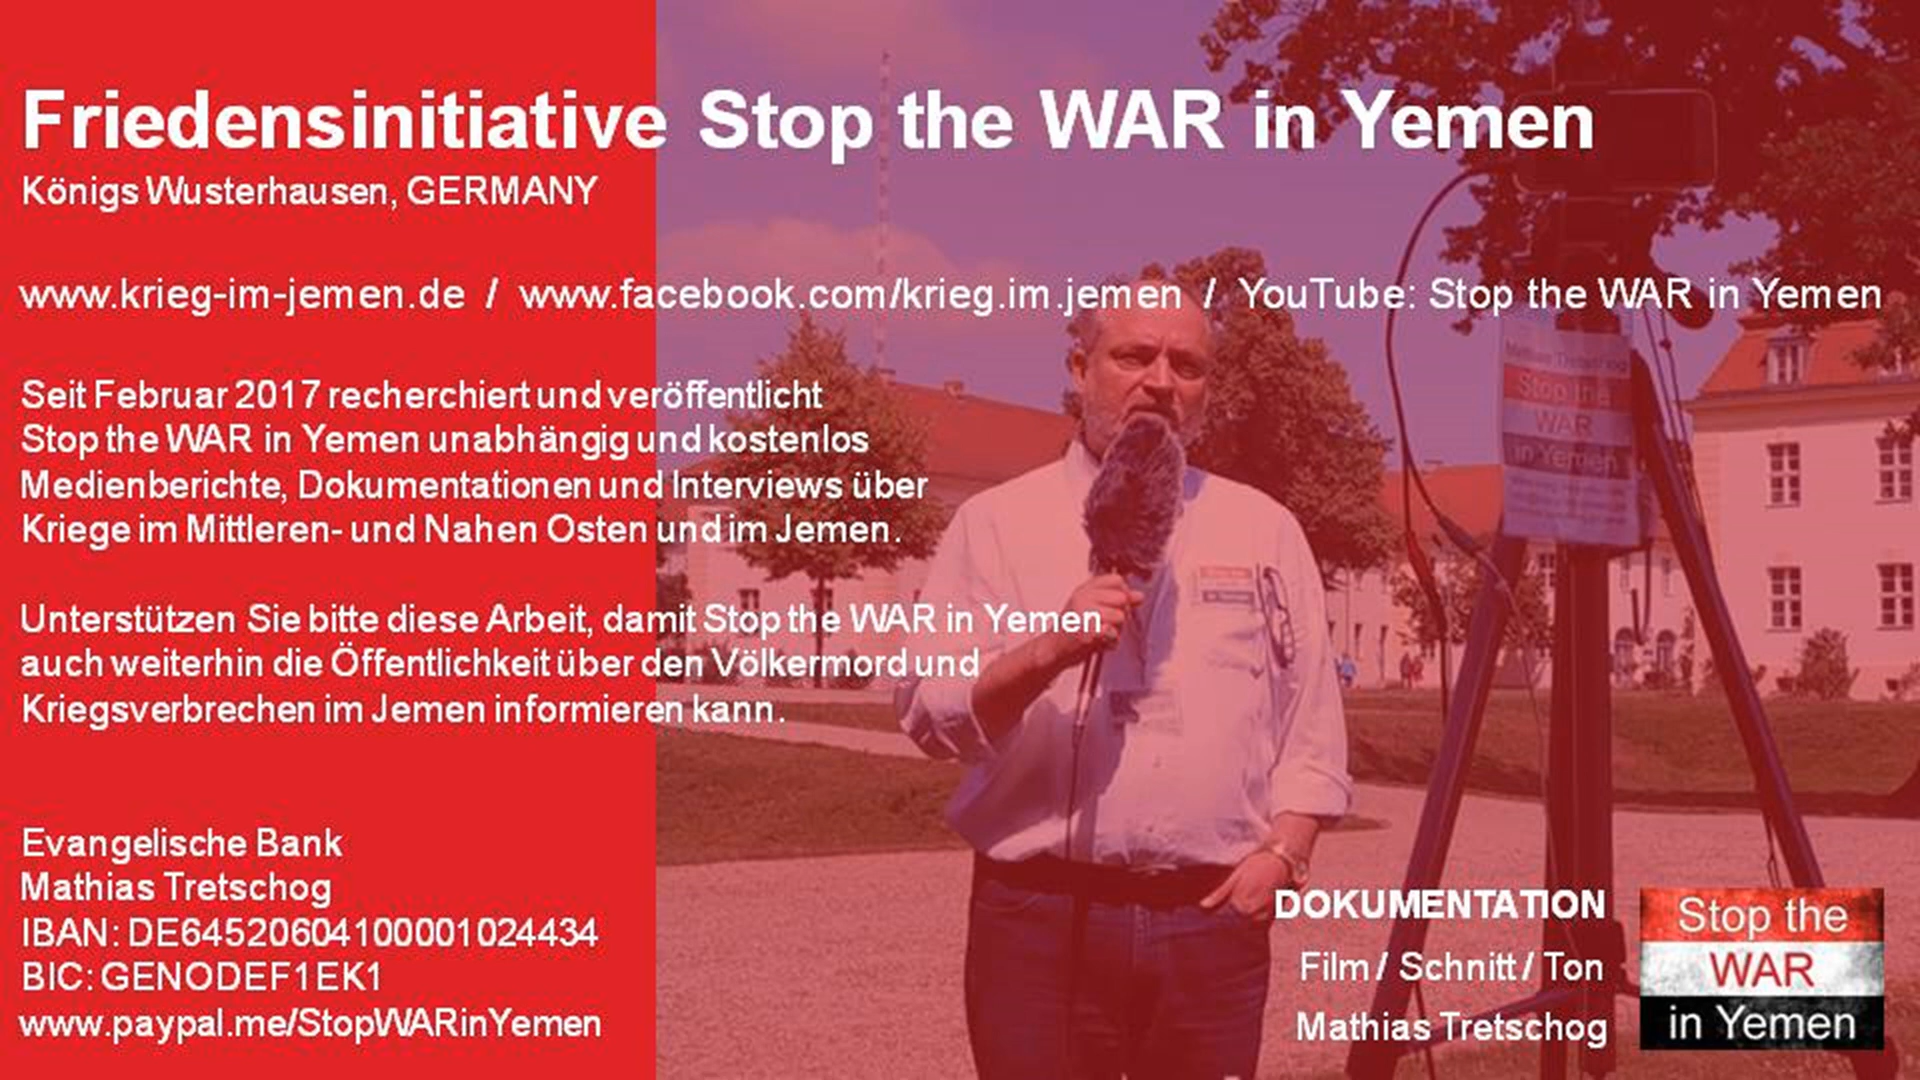 Friedensinitiative Stop the WAR in Yemen
Königs Wusterhausen, GERMANY
www.krieg-im-jemen.de / www.facebook.com/krieg.im.jemen / YouTube: Stop the WAR in Yemen
Seit Februar 2017 recherchiert und veröffentlicht
Stop the WAR in Yemen unabhängig und kostenlos
Medienberichte, Dokumentationen und Interviews über
Kriege im Mittleren- und Nahen Osten und im Jemen.
Unterstützen Sie bitte diese Arbeit, damit Stop the WAR in Yemen
auch weiterhin die Öffentlichkeit über den Völkermord und
Kriegsverbrechen im Jemen informieren kann.
Evangelische Bank
Mathias Tretschog
IBAN: DE64520604100001024434
BIC: GENODEF1EK1
www.paypal.me/StopWARinYemen
Stop the
WAR
in Yemen
DOKUMENTATION
Film / Schnitt / Ton
Mathias Tretschog
Stop the
WAR
in Yemen